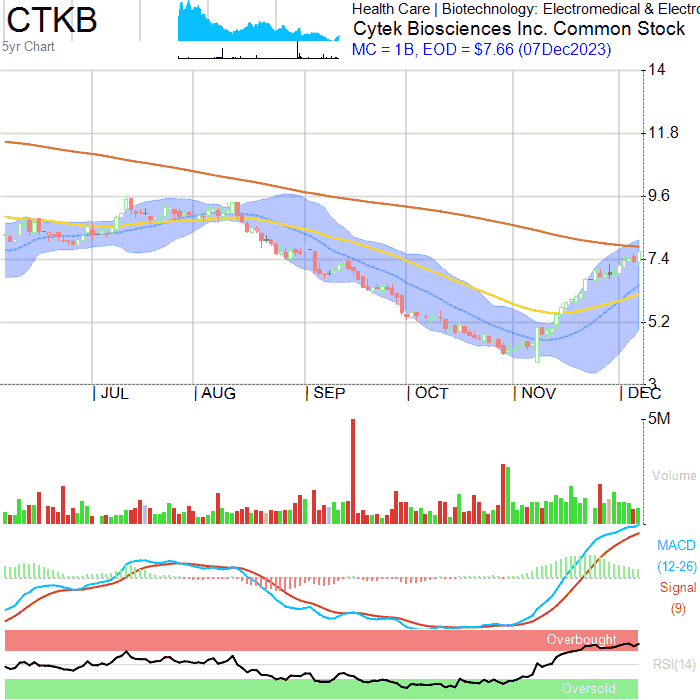 CTKB
5yr Chart
Health Care | Biotechnology: Electromedical & Electro
Cytek Biosciences Inc. Common Stock
MC = 1B, EOD = $7.66 (07Dec2023)
14
11.8
9.6
7.4
5.2
3
| JUL | AUG | SEP | OCT | NOV | DEC
5M
Volume
MACD
(12-26)
Signal
(9)
Overbought
RSI(14)
Oversold